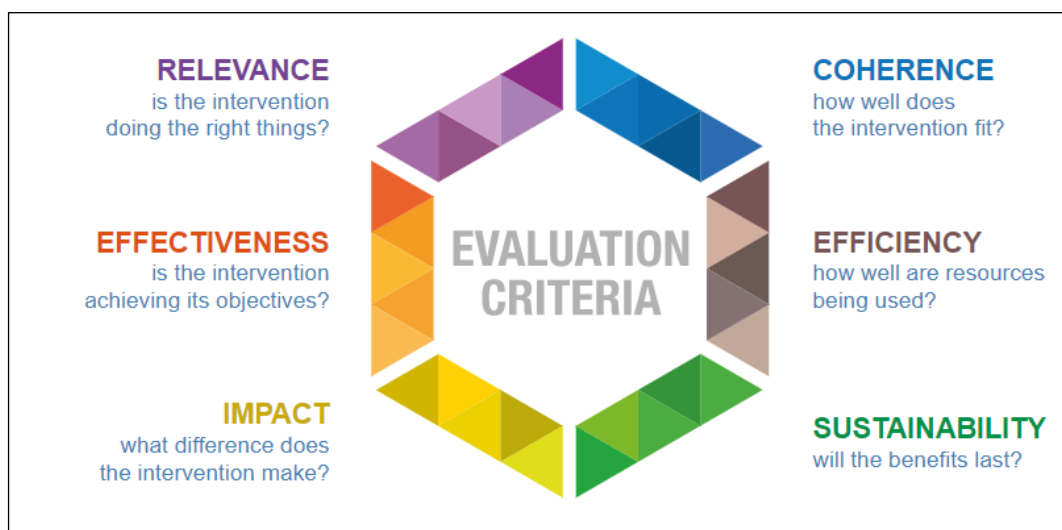 RELEVANCE
is the intervention
doing the right things?
COHERENCE
how well does
the intervention fit?
EFFECTIVENESS
is the intervention
achieving its objectives?
EVALUATION
CRITERIA
EFFICIENCY
how well are resources
being used?
IMPACT
what difference does
the intervention make?
SUSTAINABILITY
will the benefits last?